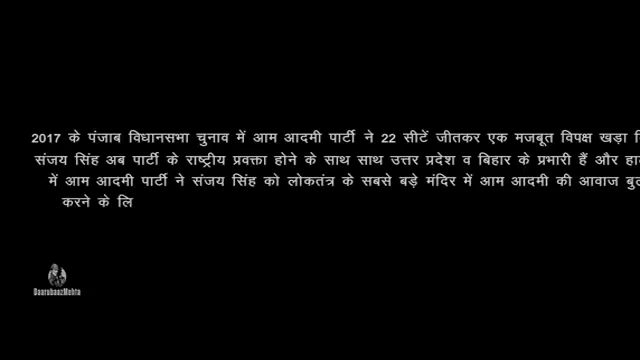 2017 के पंजाब विधानसभा चुनाव में आम आदमी पार्टी ने 22 सीटें जीतकर एक मजबूत विपक्ष खड़ा
संजय सिंह अब पार्टी के राष्ट्रीय प्रवक्ता होने के साथ साथ उत्तर प्रदेश व बिहार के प्रभारी हैं और
में आम आदमी पार्टी ने संजय सिंह को लोकतंत्र के सबसे बड़े मंदिर में आम आदमी की आवाज
करने के लि
DaarubaazMehta